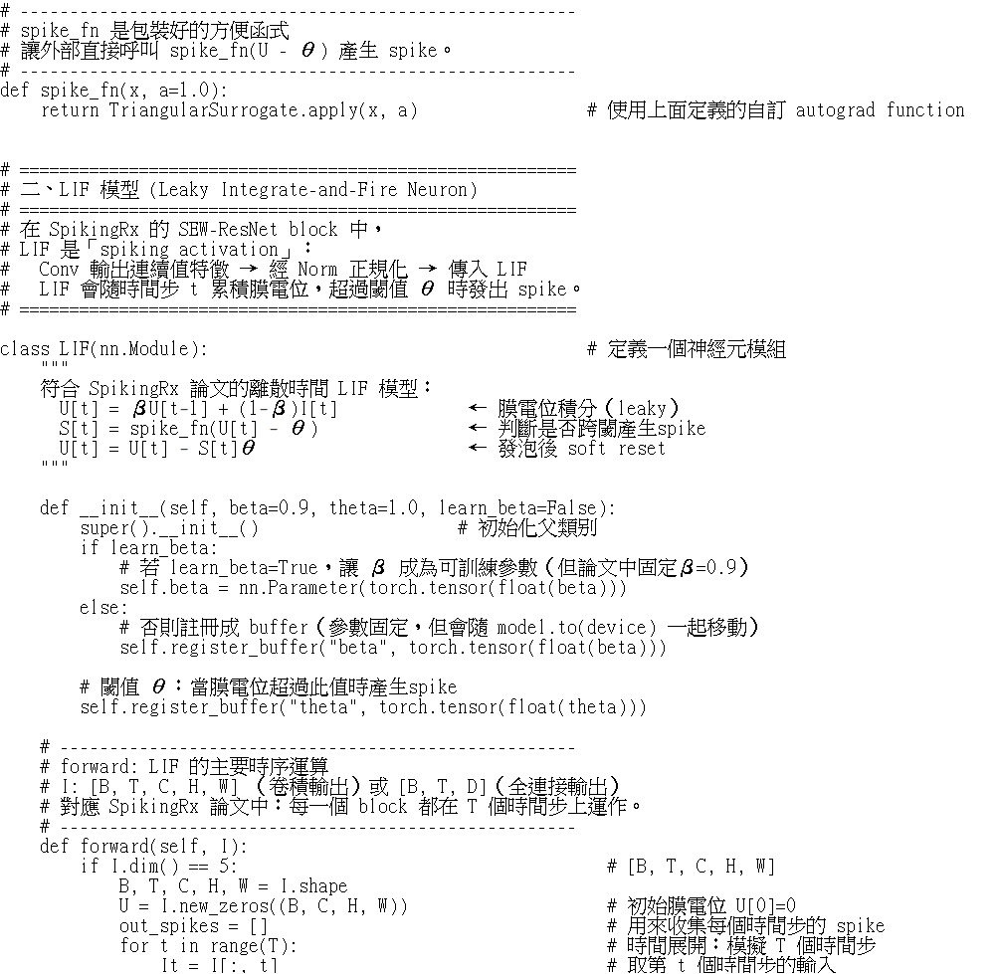 # --------------------------------------------------------
# spike_fn 是包裝好的方便函式
# 讓外部直接呼叫 spike_fn(U - θ) 產生 spike。
# --------------------------------------------------------
def spike_fn(x, a=1.0):
    return TriangularSurrogate.apply(x, a)                 # 使用上面定義的自訂 autograd function
# ========================================================
# 二、LIF 模型 (Leaky Integrate-and-Fire Neuron)
# ========================================================
# 在 SpikingRx 的 SEW-ResNet block 中，
# LIF 是「spiking activation」：
#   Conv 輸出連續值特徵 → 經 Norm 正規化 → 傳入 LIF
#   LIF 會隨時間步 t 累積膜電位，超過閾值 θ 時發出 spike。
# ========================================================
class LIF(nn.Module):                                      # 定義一個神經元模組
    """
    符合 SpikingRx 論文的離散時間 LIF 模型：
      U[t] = βU[t-1] + (1-β)I[t]             ← 膜電位積分（leaky）
      S[t] = spike_fn(U[t] - θ)               ← 判斷是否跨閾產生spike
      U[t] = U[t] - S[t]θ                     ← 發泡後 soft reset
    """
    def __init__(self, beta=0.9, theta=1.0, learn_beta=False):
        super().__init__()                    # 初始化父類別
        if learn_beta:
            # 若 learn_beta=True，讓 β 成為可訓練參數（但論文中固定β=0.9）
            self.beta = nn.Parameter(torch.tensor(float(beta)))
        else:
            # 否則註冊成 buffer（參數固定，但會隨 model.to(device) 一起移動）
            self.register_buffer("beta", torch.tensor(float(beta)))
        # 閾值 θ：當膜電位超過此值時產生spike
        self.register_buffer("theta", torch.tensor(float(theta)))
    # ----------------------------------------------------
    # forward: LIF 的主要時序運算
    # I: [B, T, C, H, W] （卷積輸出）或 [B, T, D]（全連接輸出）
    # 對應 SpikingRx 論文中：每一個 block 都在 T 個時間步上運作。
    # ----------------------------------------------------
    def forward(self, I):
        if I.dim() == 5:                                     # [B, T, C, H, W]
            B, T, C, H, W = I.shape
            U = I.new_zeros((B, C, H, W))                    # 初始膜電位 U[0]=0
            out_spikes = []                                  # 用來收集每個時間步的 spike
            for t in range(T):                               # 時間展開：模擬 T 個時間步
                It = I[:, t]                                 # 取第 t 個時間步的輸入